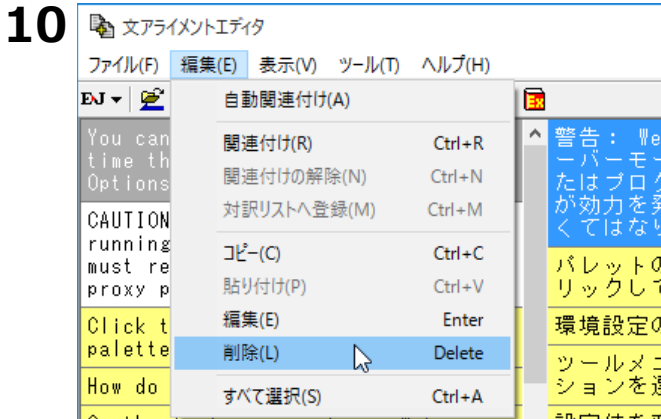 10
文アライメントエディタ
ファイル(F) 編集(E) 表示(V) ツール(T) ヘルプ(H)
EJ
自動関連付け(A)
関連付け(R) Ctrl+R
関連付けの解除(N) Ctrl+N
対訳リストへ登録(M) Ctrl+M
コピー(C) Ctrl+C
貼り付け(P) Ctrl+V
編集(E) Enter
削除(L) Delete
すべて選択(S) Ctrl+A
You can
time th
Options
CAUTION
running
must re
proxy p
Click t
palette
How do
警告： We
ーバーモー
たはプログ
が効力を発
くてはなり
パレットの
リックして
環境設定の
ツールメニ
ションを選